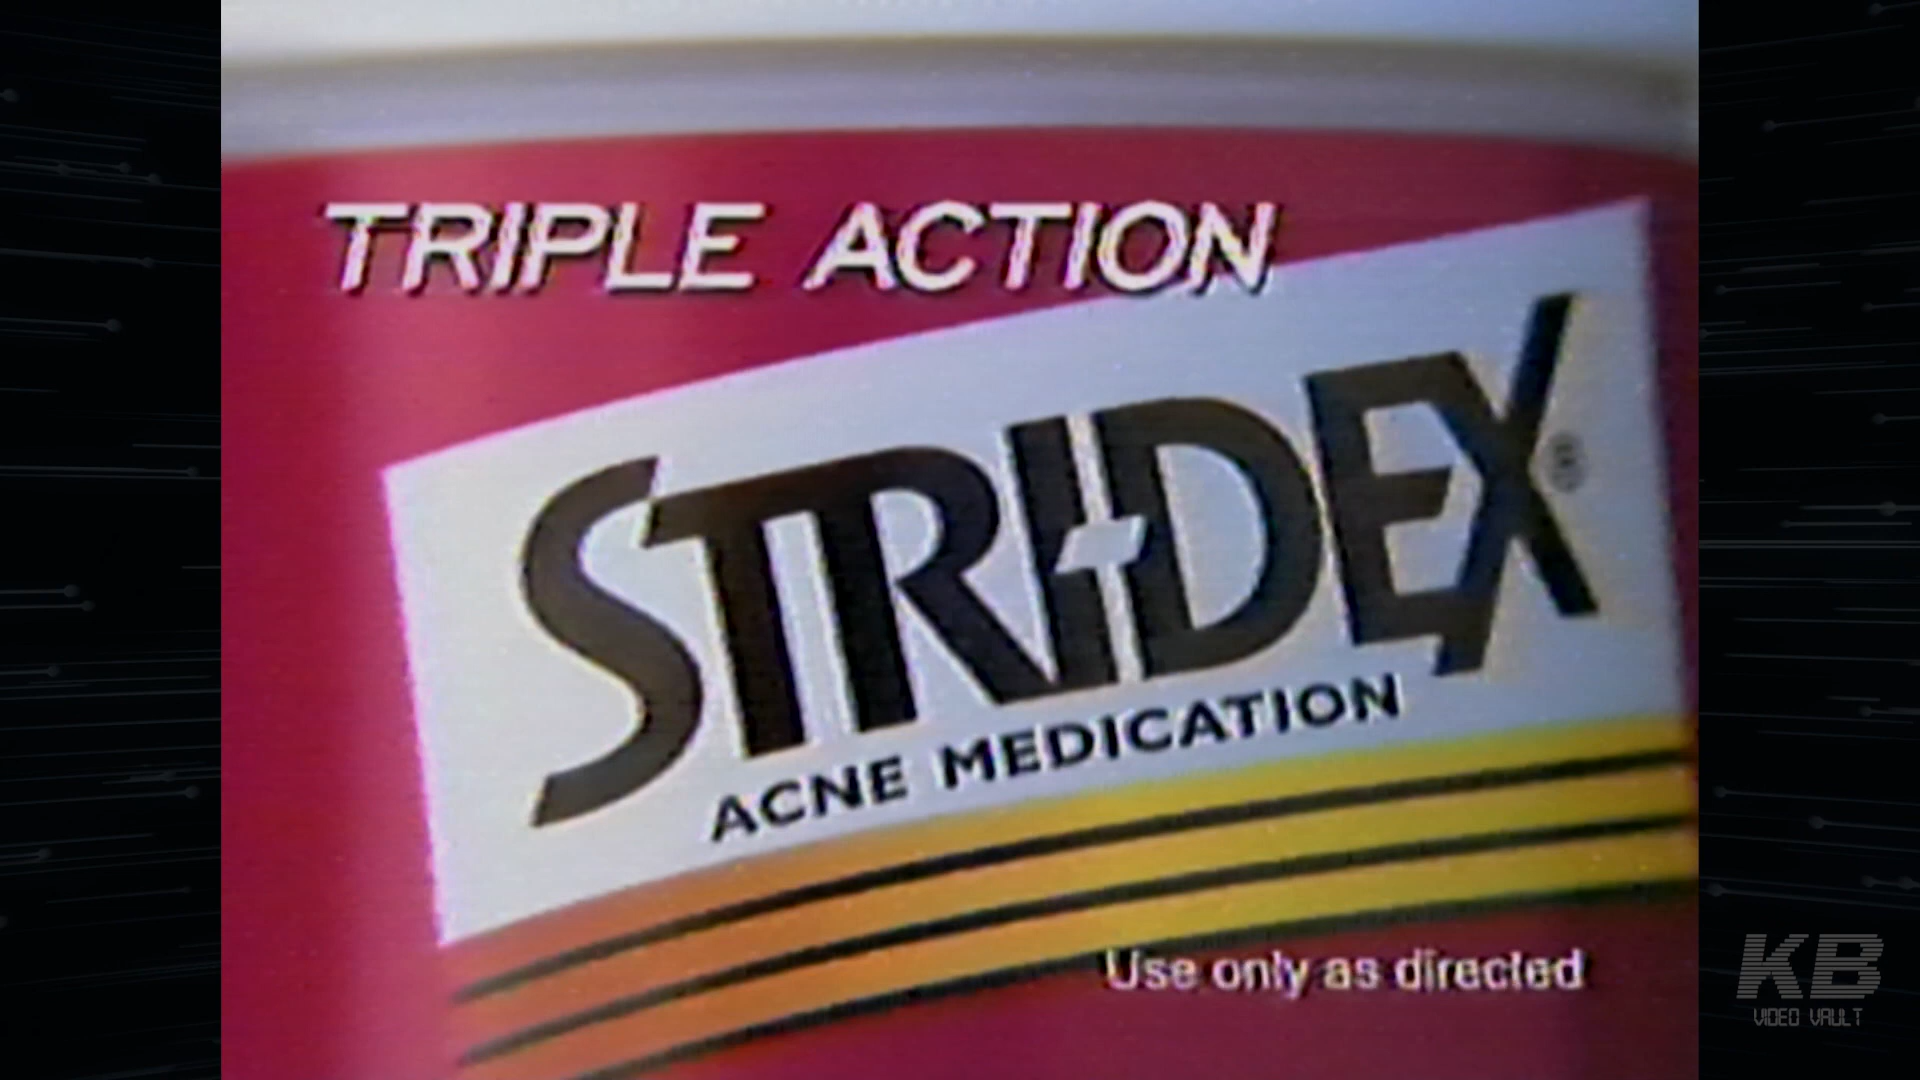 TRIPLE ACTION
STRIDEX®
ACNE MEDICATION
Use only as directed
KB
VIDEO VAULT